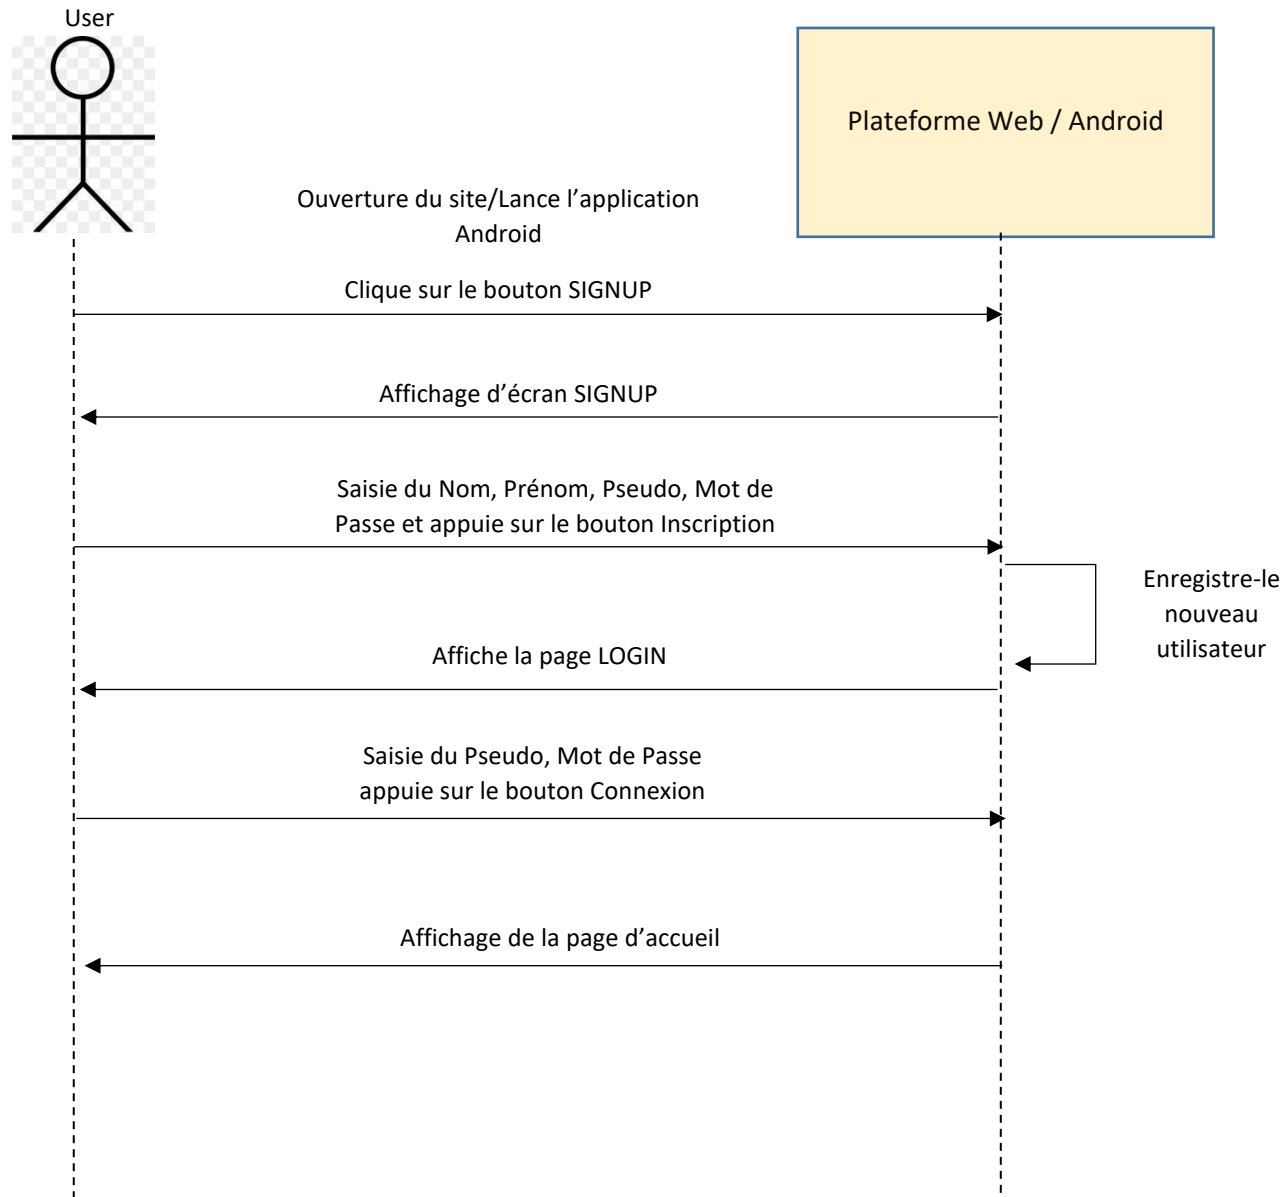 User
Plateforme Web / Android
Ouverture du site/Lance l’application
Android
Clique sur le bouton SIGNUP
Affichage d’écran SIGNUP
Saisie du Nom, Prénom, Pseudo, Mot de
Passe et appuie sur le bouton Inscription
Enregistre-le
nouveau
utilisateur
Affiche la page LOGIN
Saisie du Pseudo, Mot de Passe
appuie sur le bouton Connexion
Affichage de la page d’accueil